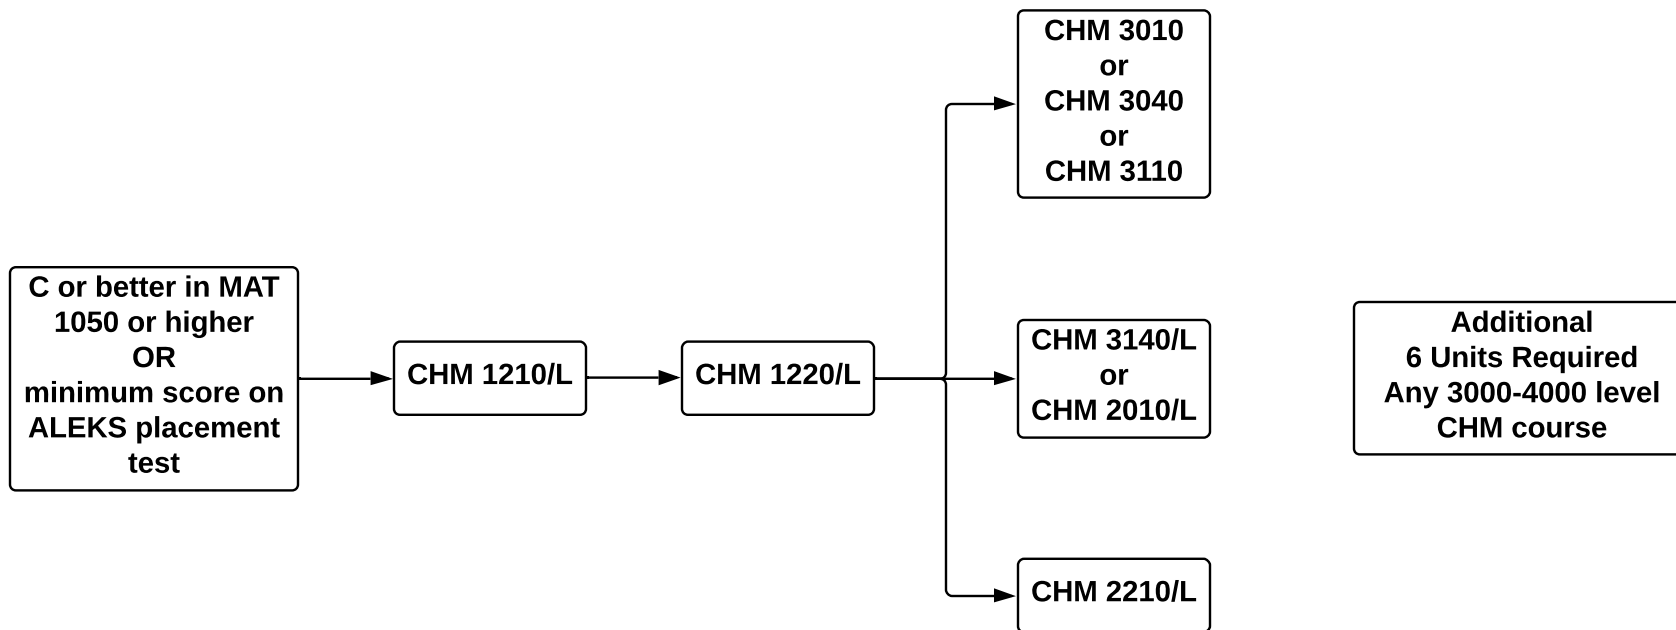 C or better in MAT
1050 or higher
OR
minimum score on
ALEKS placement
test
CHM 1210/L
CHM 1220/L
CHM 3010
or
CHM 3040
or
CHM 3110
CHM 3140/L
or
CHM 2010/L
CHM 2210/L
Additional
6 Units Required
Any 3000-4000 level
CHM course